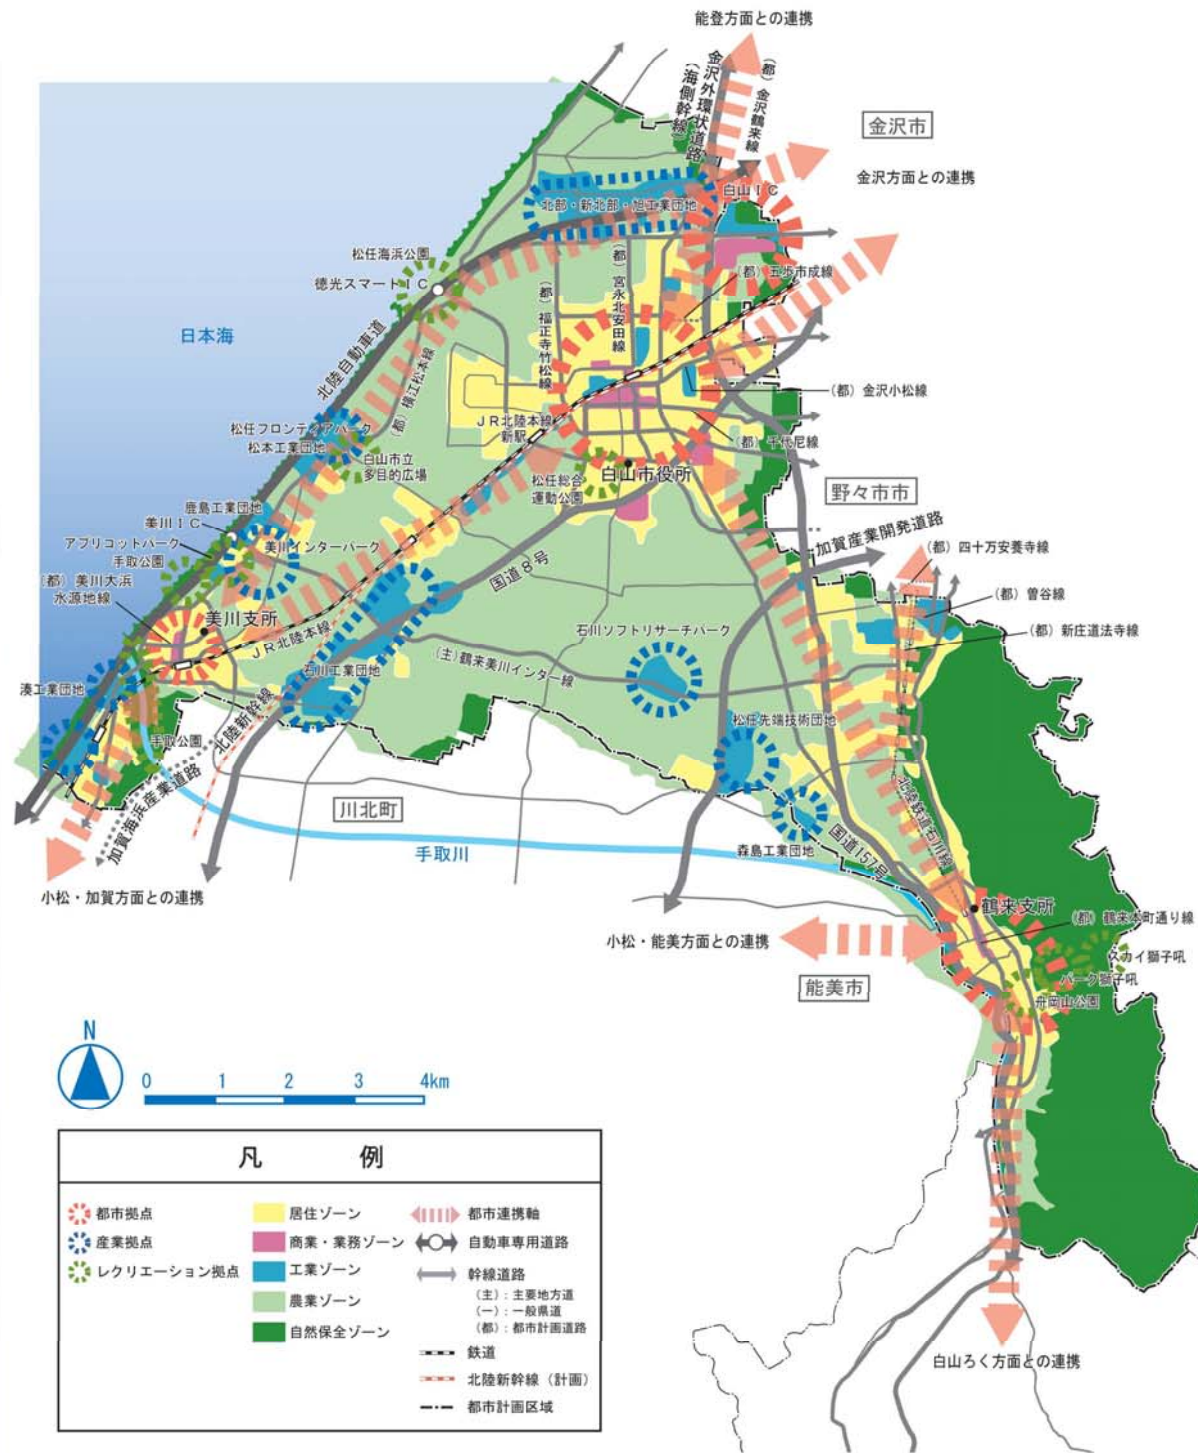 能登方面との連携
金沢外環状道路
(海側幹線)
(都)金沢鶴来線
金沢市
金沢方面との連携
白山IC
北部・新北部・旭工業団地
松任海浜公園
徳光スマートIC
(都)五歩市成線
(都)宮永北安田線
(都)福正寺竹松線
日本海
北陸自動車道
(都)横江松本線
(都)金沢小松線
松任フロンティアパーク
松本工業団地
JR北陸本線
新駅
(都)千代尼線
白山市立
多目的広場
松任総合
運動公園
白山市役所
野々市市
鹿島工業団地
美川IC
アプリコットパーク
手取公園
美川インターパーク
(都)美川大浜
水源地線
美川支所
JR北陸本線
国道8号
加賀産業開発道路
(都)四十万安養寺線
(都)曽谷線
(都)新庄道法寺線
石川ソフトリサーチパーク
石川工業団地
(主)鶴来美川インター線
湊工業団地
手取公園
北陸新幹線
松任先端技術団地
加賀海浜産業道路
川北町
手取川
北陸鉄道石川線
国道157号
森島工業団地
小松・加賀方面との連携
鶴来支所
(都)鶴来本町通り線
小松・能美方面との連携
スカイ獅子吼
パーク獅子吼
舟岡山公園
能美市
N
0 1 2 3 4km
凡 例
都市拠点
産業拠点
レクリエーション拠点
居住ゾーン
商業・業務ゾーン
工業ゾーン
農業ゾーン
自然保全ゾーン
都市連携軸
自動車専用道路
幹線道路
(主):主要地方道
(一):一般県道
(都):都市計画道路
鉄道
北陸新幹線(計画)
都市計画区域
白山ろく方面との連携